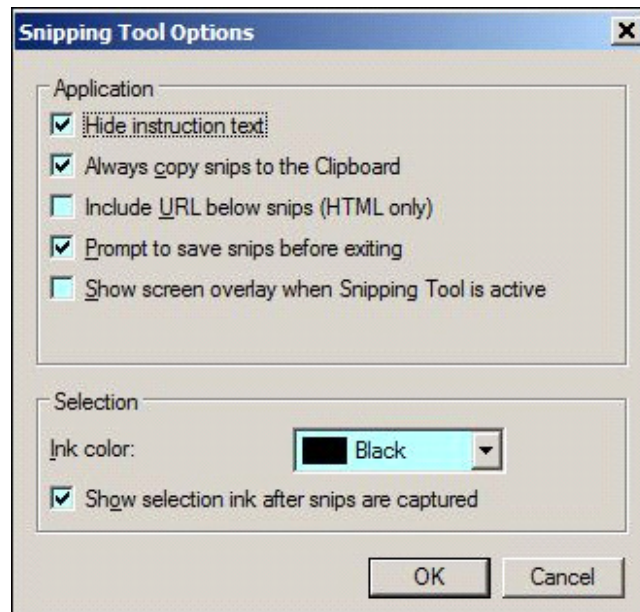 Snipping Tool Options
Application
Hide instruction text
Always copy snips to the Clipboard
Include URL below snips (HTML only)
Prompt to save snips before exiting
Show screen overlay when Snipping Tool is active
Selection
Ink color: Black
Show selection ink after snips are captured
OK Cancel